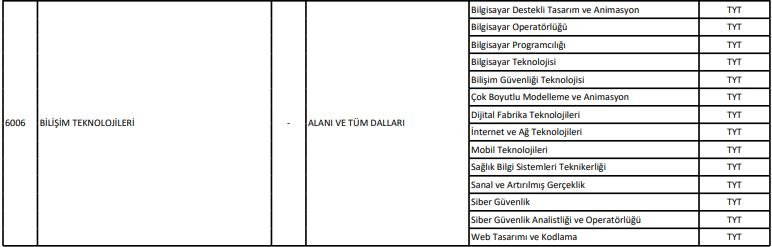 Bilgisayar Destekli Tasarım ve Animasyon TYT
Bilgisayar Operatörlüğü TYT
Bilgisayar Programcılığı TYT
Bilgisayar Teknolojisi TYT
Bilişim Güvenliği Teknolojisi TYT
Çok Boyutlu Modelleme ve Animasyon TYT
Dijital Fabrika Teknolojileri TYT
6006 BİLİŞİM TEKNOLOJİLERİ - ALANI VE TÜM DALLARI
İnternet ve Ağ Teknolojileri TYT
Mobil Teknolojileri TYT
Sağlık Bilgi Sistemleri Teknikerliği TYT
Sanal ve Artırılmış Gerçeklik TYT
Siber Güvenlik TYT
Siber Güvenlik Analistliği ve Operatörlüğü TYT
Web Tasarımı ve Kodlama TYT